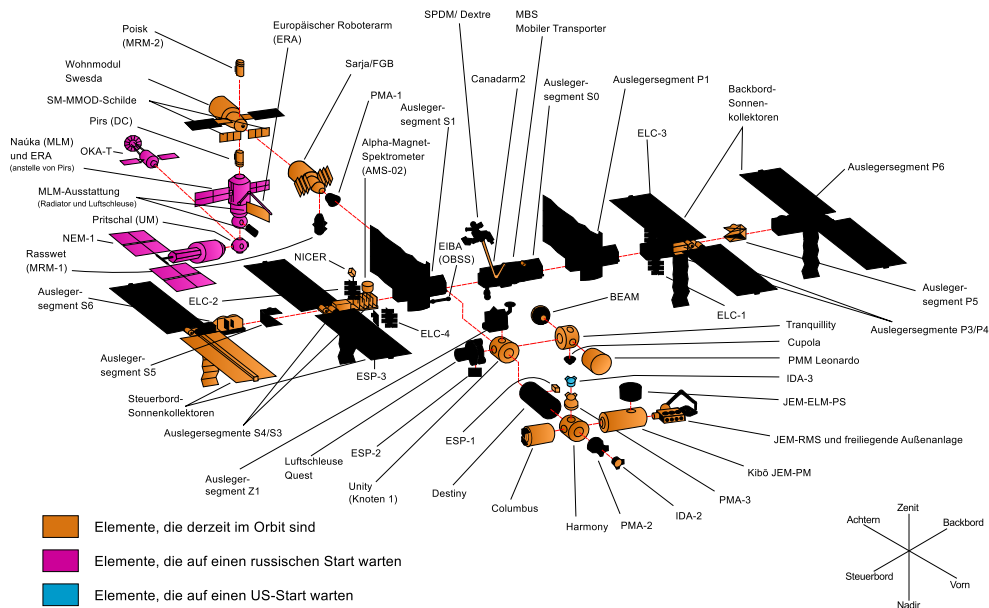 Poisk
(MRM-2)
Europäischer Roboterarm
(ERA)
SPDM/ Dextre
MBS
Mobiler Transporter
Wohnmodul
Swesda
Sarja/FGB
Canadarm2
Ausleger-
segment S0
Auslegersegment P1
Backbord-
Sonnen-
kollektoren
SM-MMOD-Schilde
PMA-1
Ausleger-
segment S1
Pirs (DC)
ELC-3
Naúka (MLM)
und ERA
(anstelle von Pirs)
OKA-T
Alpha-Magnet-
Spektrometer
(AMS-02)
Auslegersegment P6
MLM-Ausstattung
(Radiator und Luftschleuse)
Pritschal (UM)
NEM-1
Rasswet
(MRM-1)
NICER
EIBA
(OBSS)
Ausleger-
segment S6
ELC-2
BEAM
ELC-1
Ausleger-
segment P5
ELC-4
Tranquillity
Auslegersegmente P3/P4
Cupola
Ausleger-
segment S5
ESP-3
PMM Leonardo
IDA-3
Steuerbord-
Sonnenkollektoren
JEM-ELM-PS
Auslegersegmente S4/S3
ESP-1
JEM-RMS und freiliegende Außenanlage
Ausleger-
segment Z1
Luftschleuse
Quest
ESP-2
Unity
(Knoten 1)
Destiny
Kibō JEM-PM
Columbus
Harmony
PMA-2
IDA-2
PMA-3
Elemente, die derzeit im Orbit sind
Elemente, die auf einen russischen Start warten
Elemente, die auf einen US-Start warten
Zenit
Achtern
Backbord
Steuerbord
Vorn
Nadir